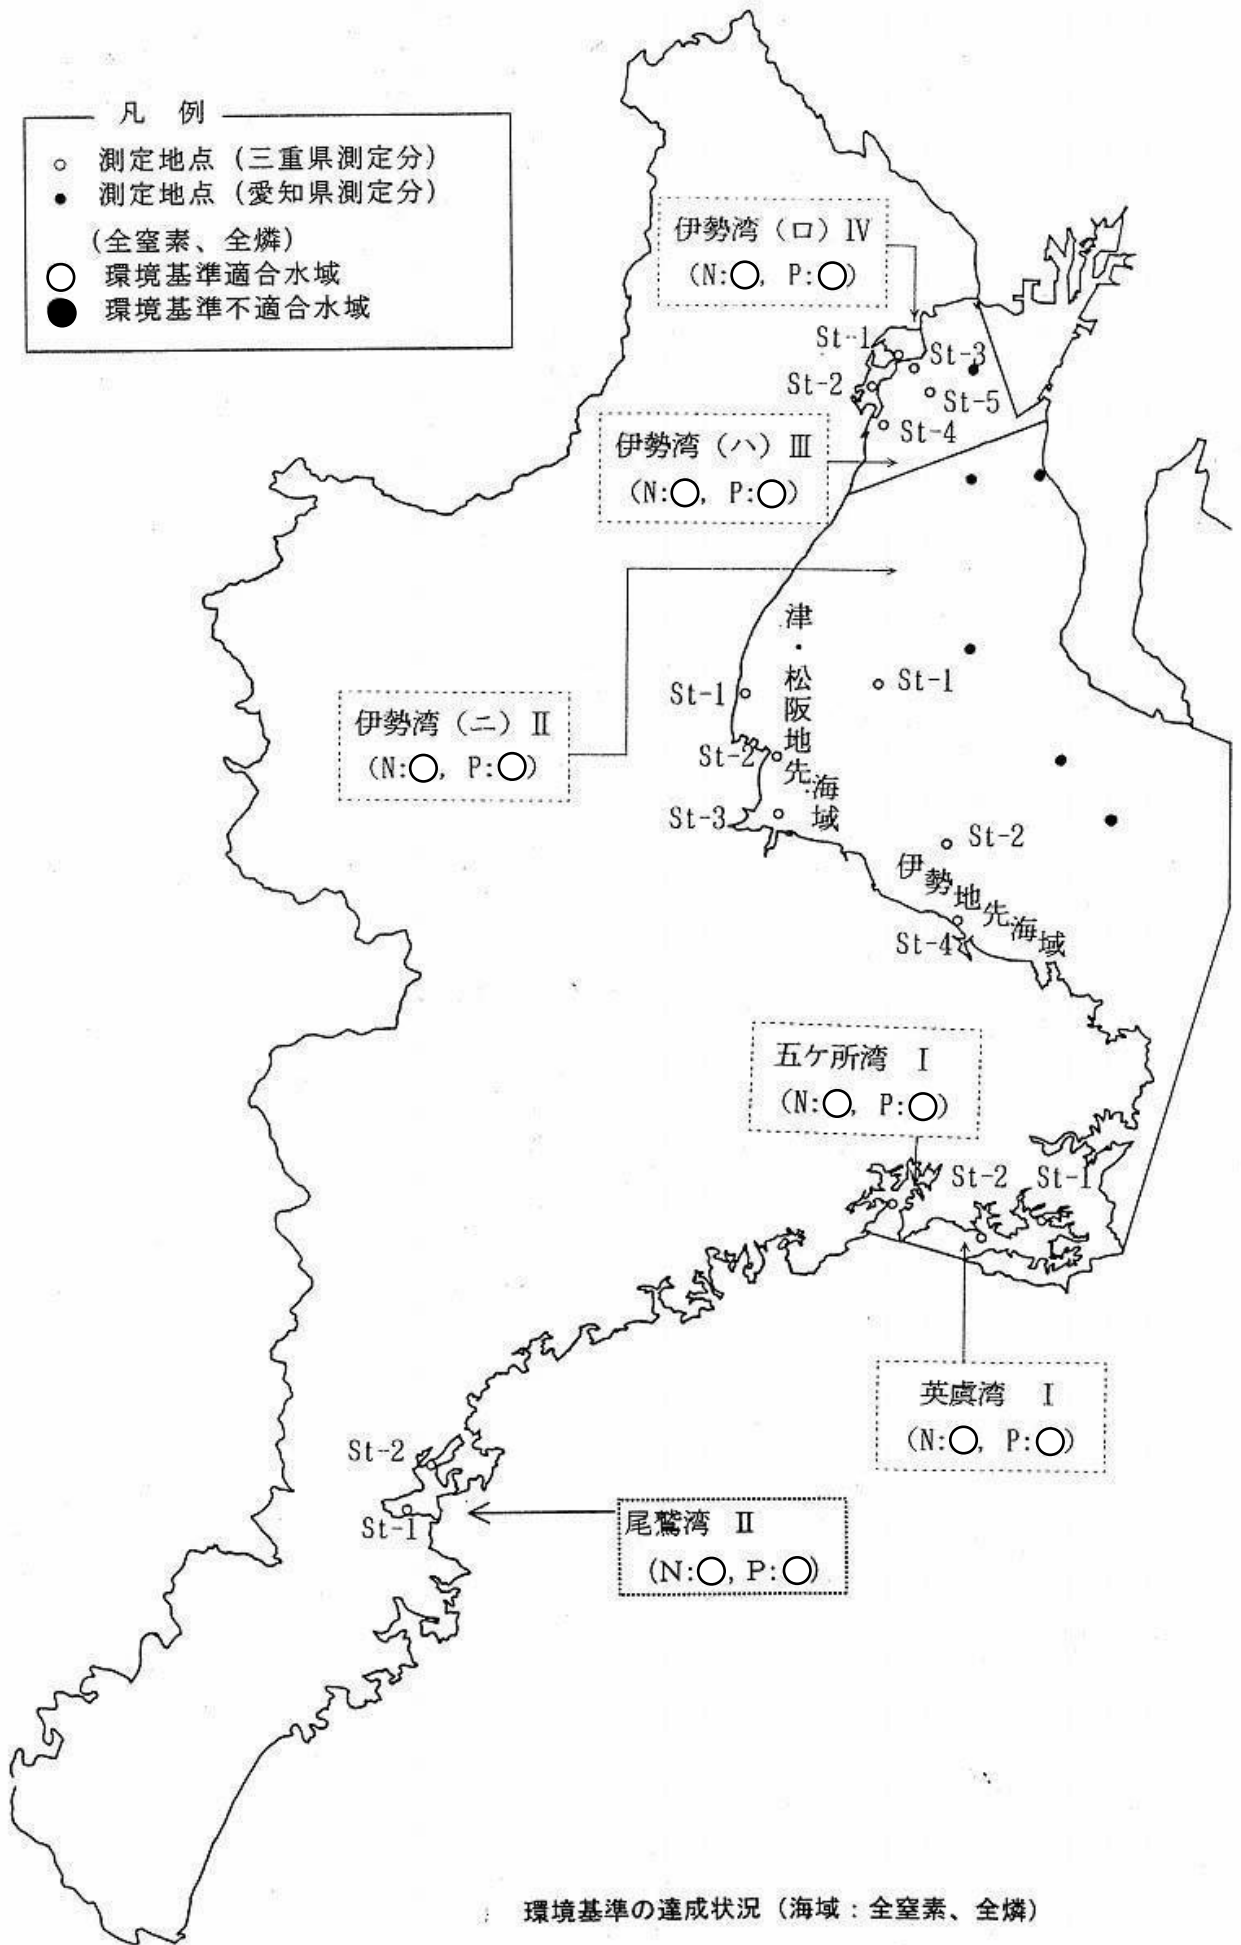 凡 例
○ 測定地点（三重県測定分）
● 測定地点（愛知県測定分）
（全窒素、全燐）
○ 環境基準適合水域
● 環境基準不適合水域
伊勢湾（ロ）Ⅳ
（N:○, P:○）
St-1
St-3
St-2
St-5
St-4
伊勢湾（ハ）Ⅲ
（N:○, P:○）
津・松阪地先海域
St-1
St-1
伊勢湾（ニ）Ⅱ
（N:○, P:○）
St-2
St-3
St-2
伊勢地先海域
St-4
五ケ所湾 Ⅰ
（N:○, P:○）
St-2
St-1
英虞湾 Ⅰ
（N:○, P:○）
St-2
St-1
尾鷲湾 Ⅱ
（N:○, P:○）
環境基準の達成状況（海域：全窒素、全燐）